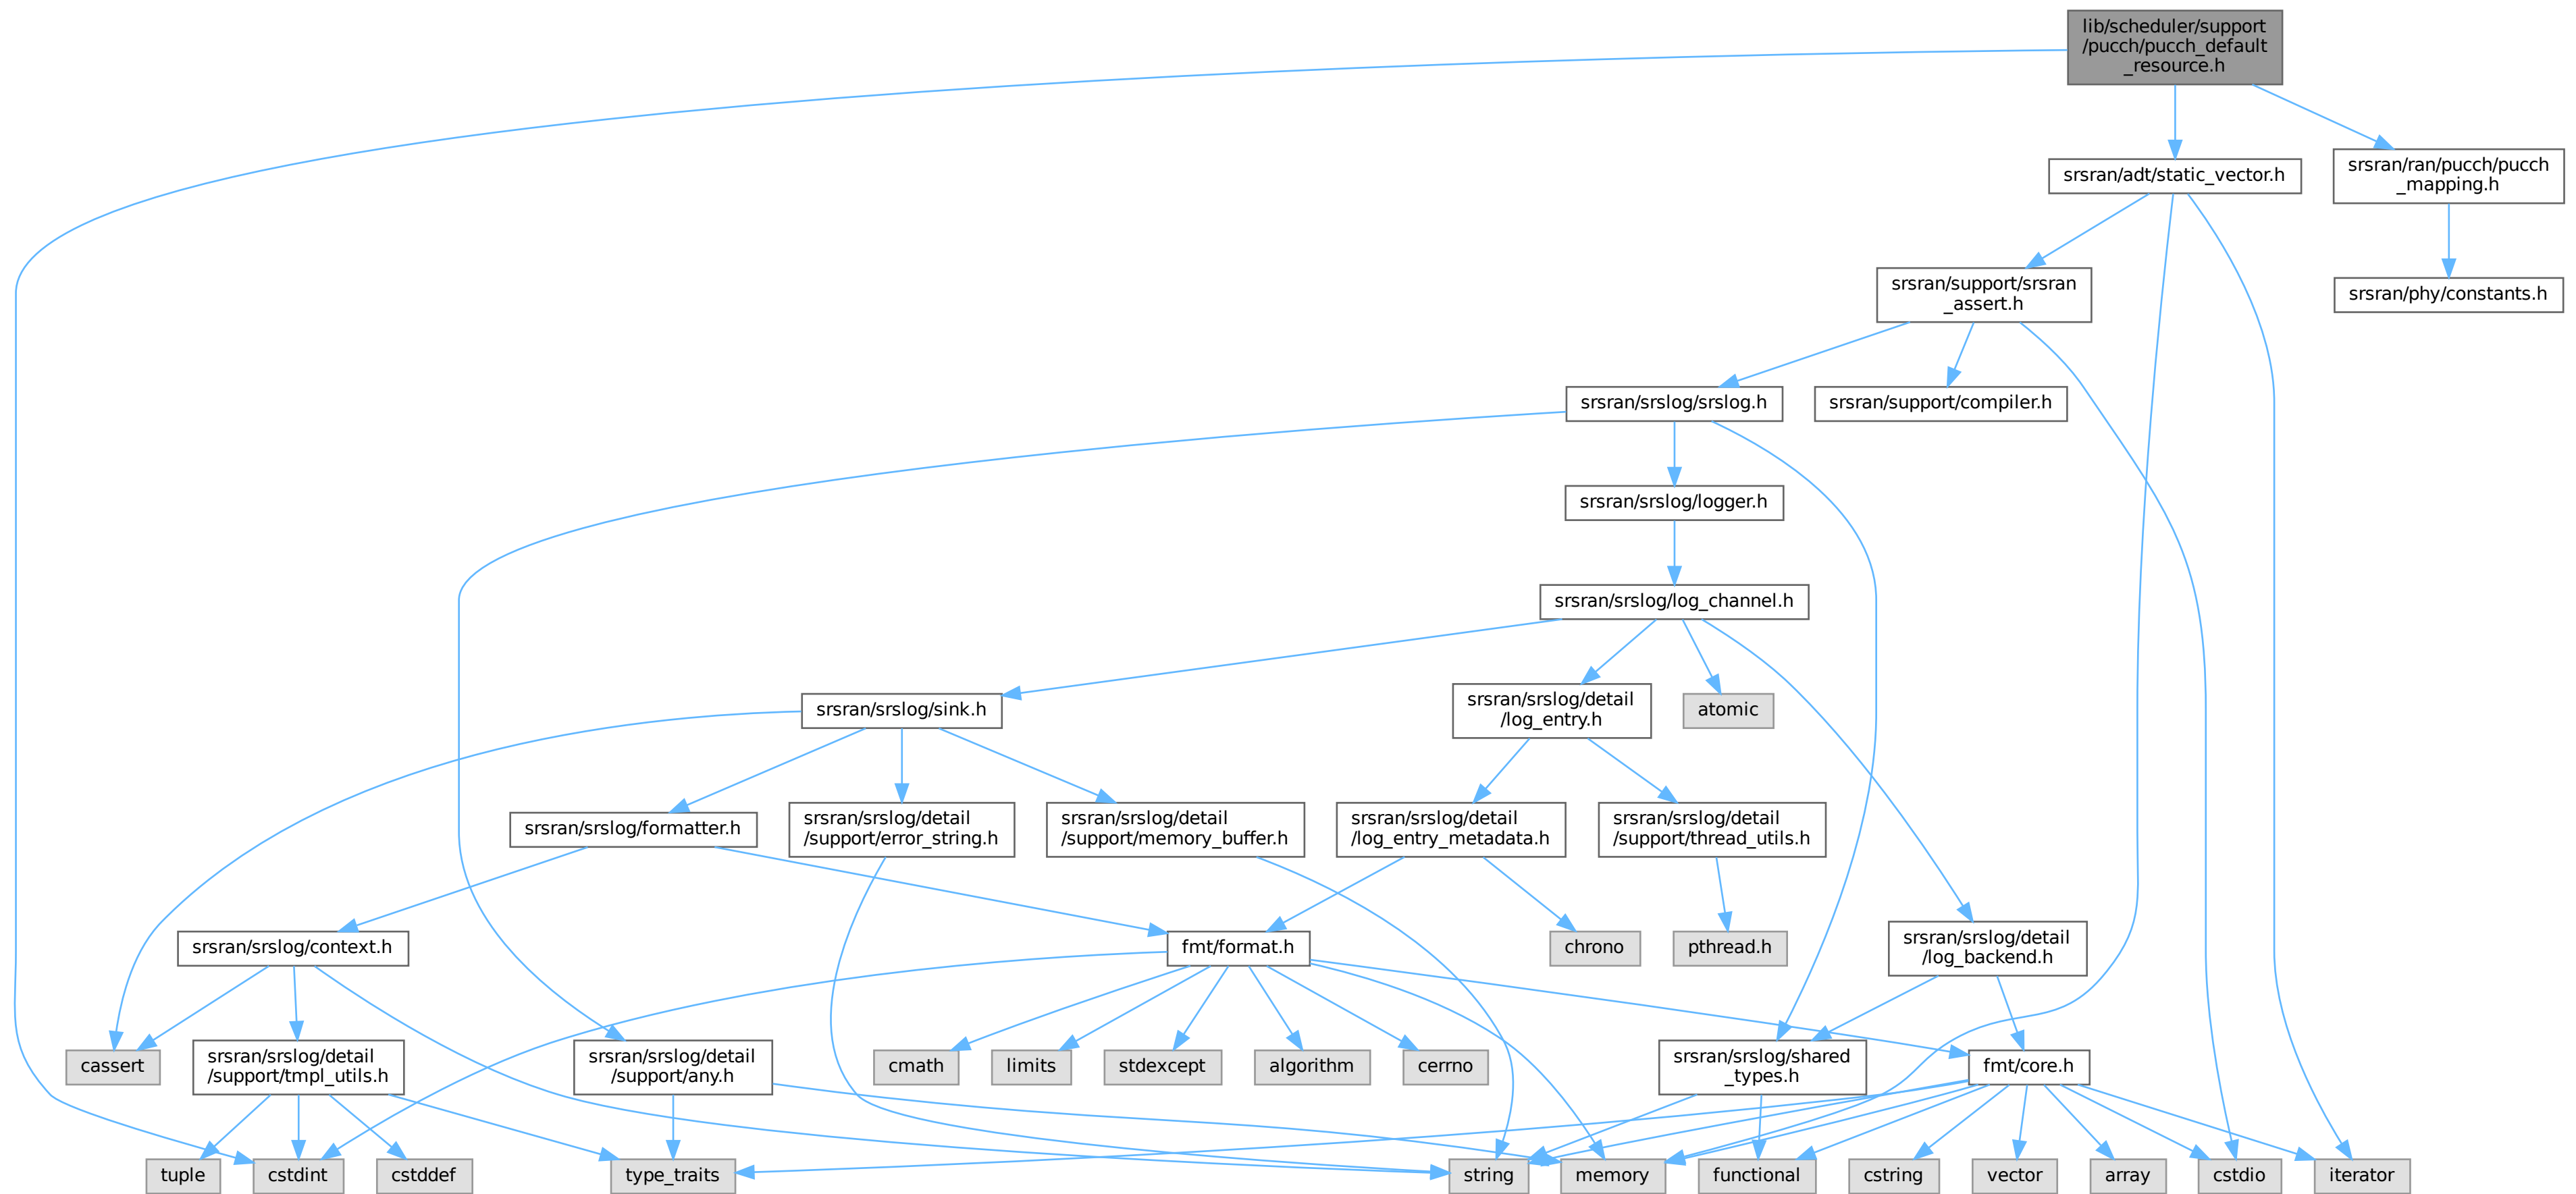 lib/scheduler/support
/pucch/pucch_default
_resource.h
srsran/adt/static_vector.h
srsran/ran/pucch/pucch
_mapping.h
srsran/support/srsran
_assert.h
srsran/phy/constants.h
srsran/srslog/srslog.h
srsran/support/compiler.h
srsran/srslog/logger.h
srsran/srslog/log_channel.h
srsran/srslog/sink.h
srsran/srslog/detail
/log_entry.h
atomic
srsran/srslog/formatter.h
srsran/srslog/detail
/support/error_string.h
srsran/srslog/detail
/support/memory_buffer.h
srsran/srslog/detail
/log_entry_metadata.h
srsran/srslog/detail
/support/thread_utils.h
srsran/srslog/context.h
fmt/format.h
chrono
pthread.h
srsran/srslog/detail
/log_backend.h
cassert
srsran/srslog/detail
/support/tmpl_utils.h
srsran/srslog/detail
/support/any.h
cmath
limits
stdexcept
algorithm
cerrno
srsran/srslog/shared
_types.h
fmt/core.h
tuple
cstdint
cstddef
type_traits
string
memory
functional
cstring
vector
array
cstdio
iterator